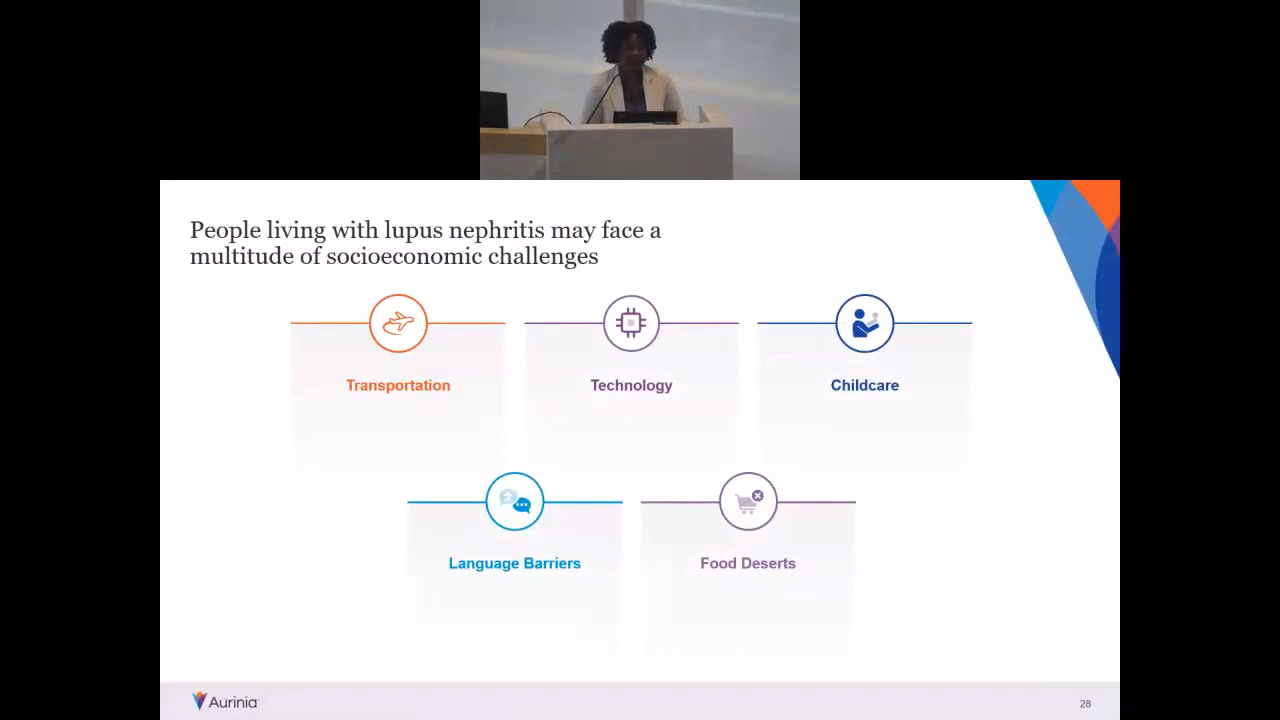 People living with lupus nephritis may face a
multitude of socioeconomic challenges
Transportation
Technology
Childcare
Language Barriers
Food Deserts
Aurinia
28